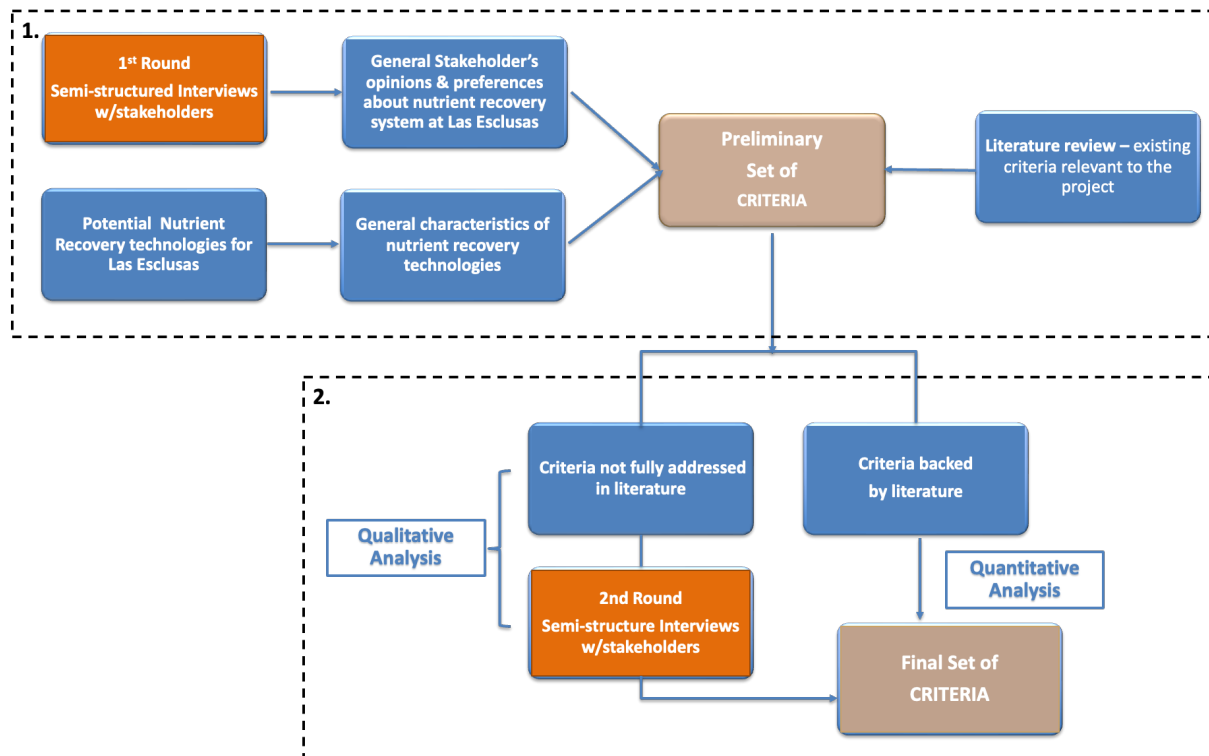 1.
1st Round
Semi-structured Interviews
w/stakeholders
General Stakeholder's
opinions & preferences
about nutrient recovery
system at Las Esclusas
Preliminary
Set of
CRITERIA
Literature review – existing
criteria relevant to the
project
Potential Nutrient
Recovery technologies for
Las Esclusas
General characteristics of
nutrient recovery
technologies
2.
Criteria not fully addressed
in literature
Criteria backed
by literature
Qualitative
Analysis
Quantitative
Analysis
2nd Round
Semi-structure Interviews
w/stakeholders
Final Set of
CRITERIA